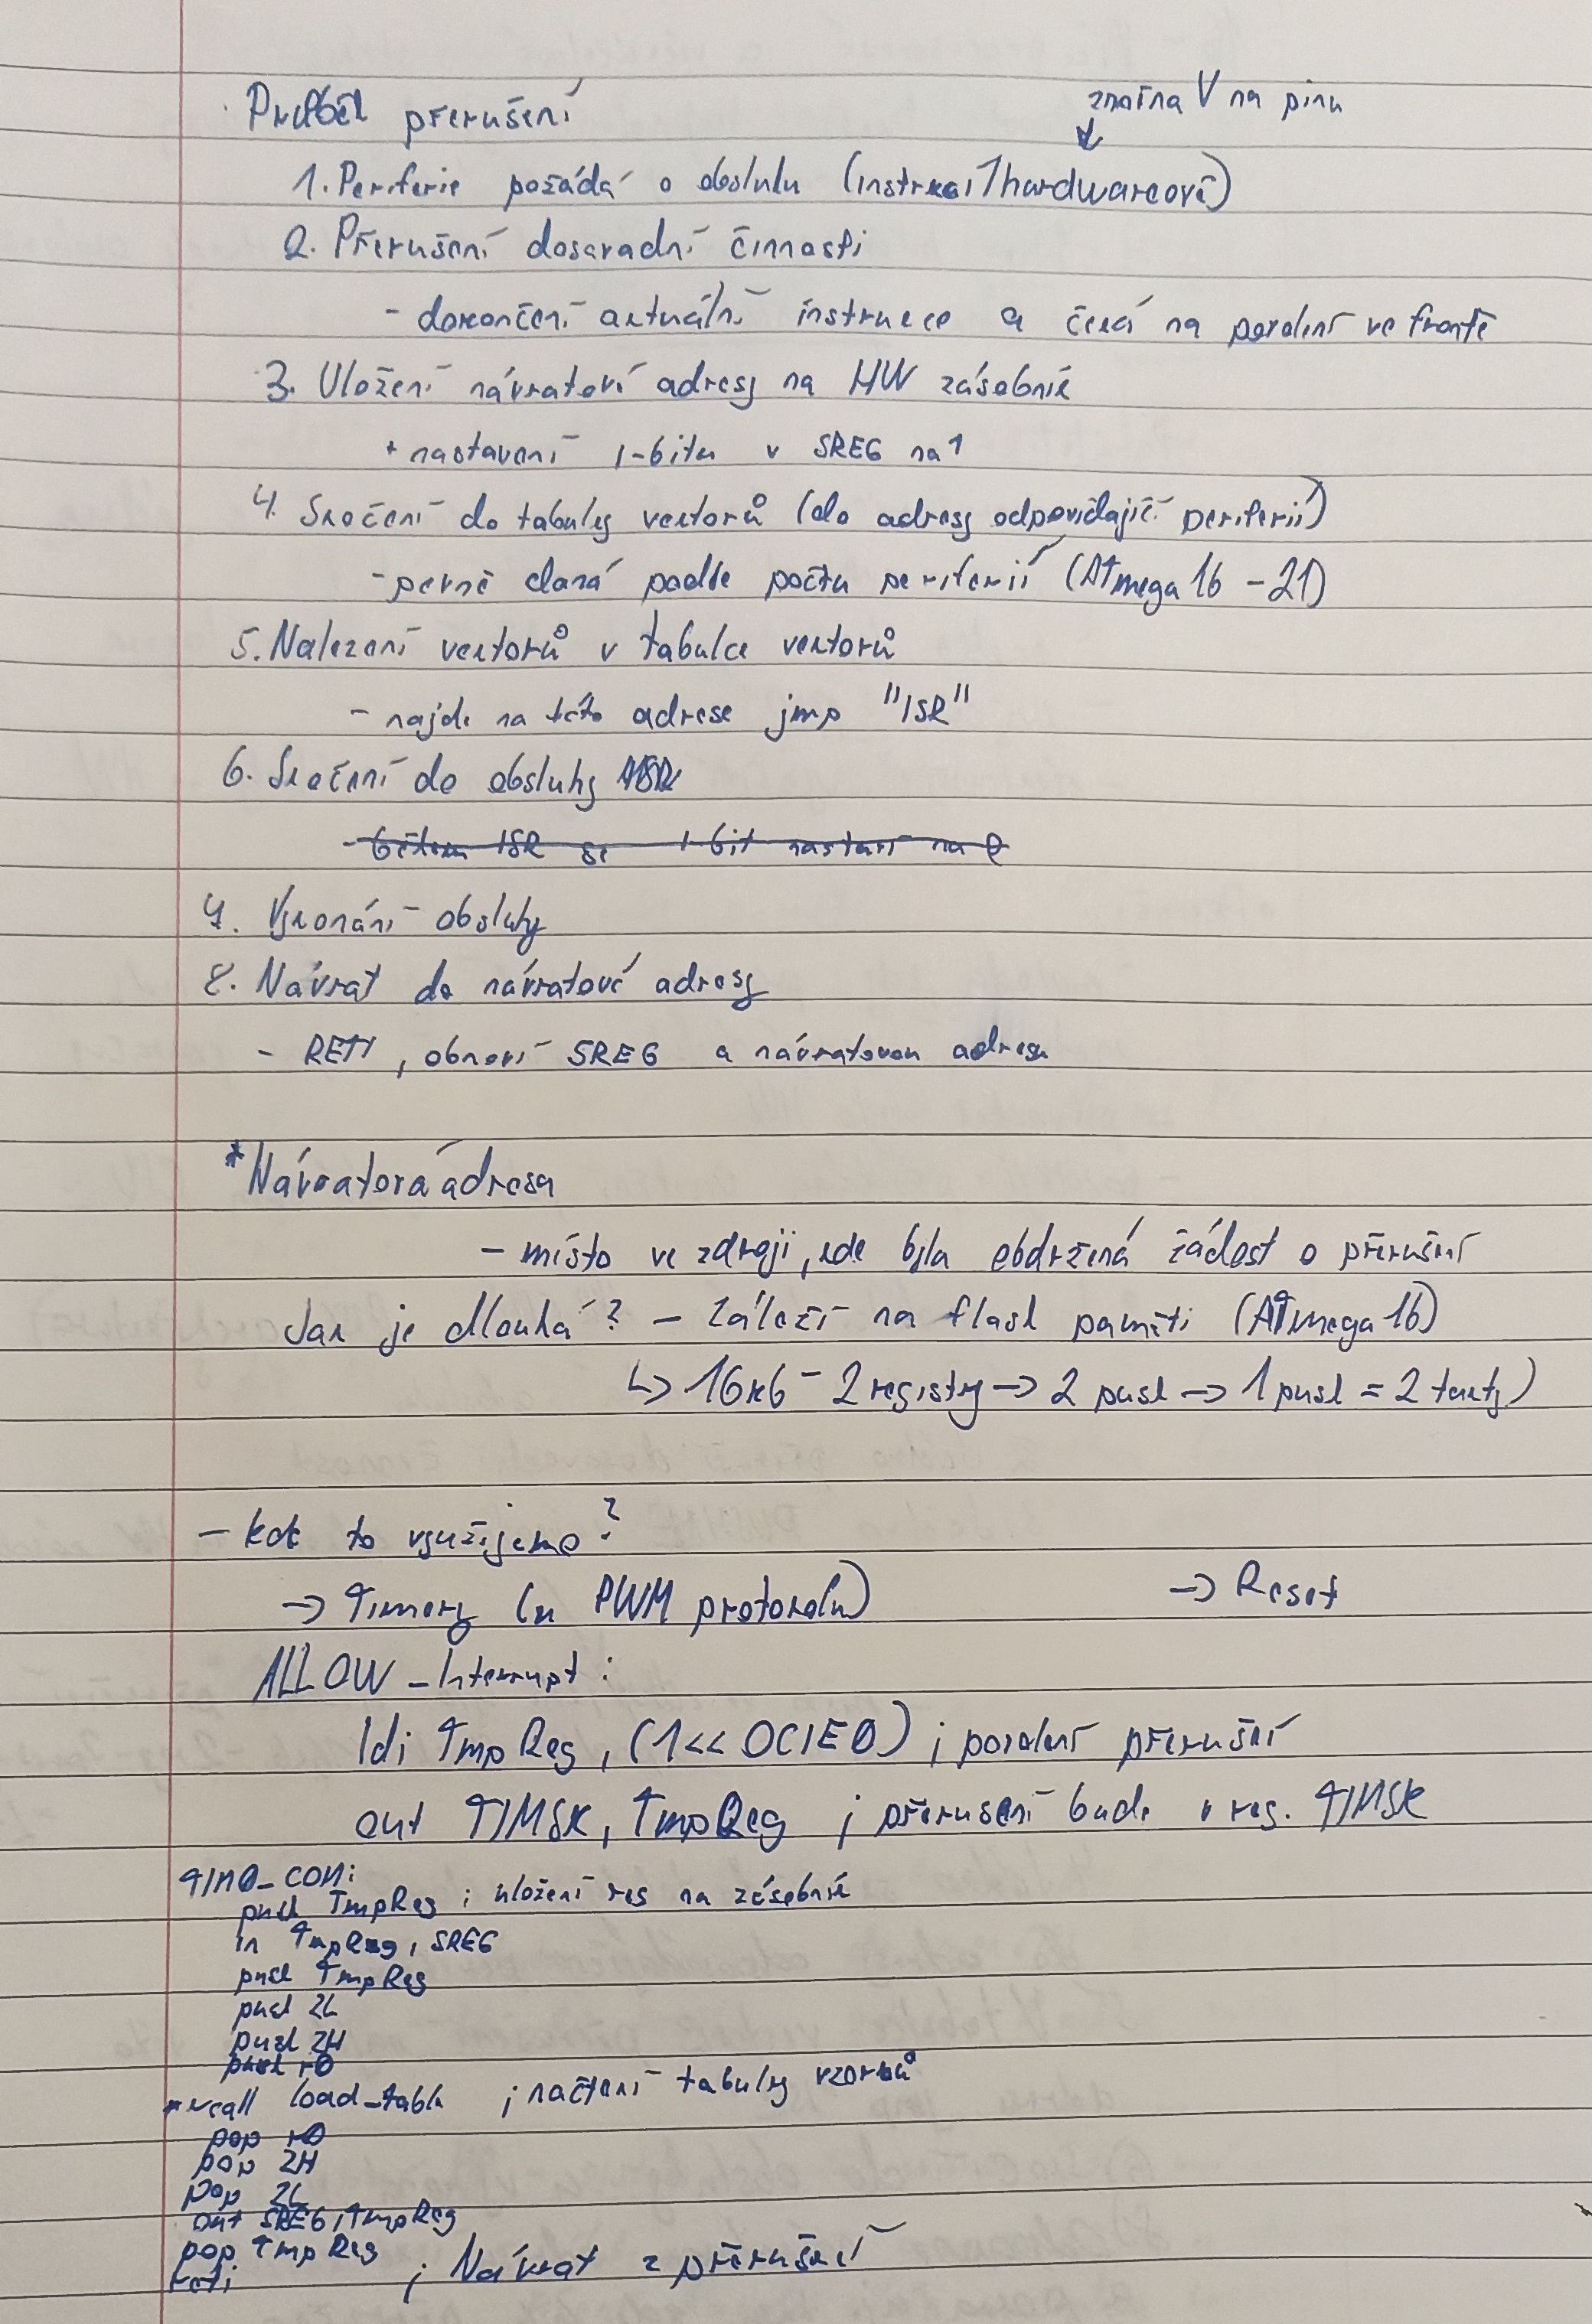 Průběh přerušení
změna V na pinu
↓
1. Periferie požádá o obsluhu (instrukcí/hardwarově)
2. Přerušení dosavadní činnosti
- dokončení aktuální instrukce a čeká na povolení ve frontě
3. Uložení návratové adresy na HW zásobník
+ nastavení I-bitu v SREG na 1
4. Skočení do tabulky vektorů (do adresy odpovídající periferii)
- pevně daná podle počtu periferií (ATmega 16 - 21)
5. Nalezení vektorů v tabulce vektorů
- najde na této adrese jmp "ISR"
6. Skočení do obsluhy ISR
- během ISR se I-bit nastaví na 0
7. Vykonání obsluhy
8. Návrat do návratové adresy
- RETI, obnoví SREG a návratovou adresu
*Návratová adresa
- místo ve zdroji, kde byla obdržená žádost o přerušení
Jak je dlouhá? - Záleží na flash paměti (ATmega 16)
↳ 16kb - 2 registry → 2 push → 1 push = 2 takty)
- kde to využijeme?
→ Timery (u PWM protokolu) → Reset
ALLOW_Interrupt:
ldi TmpReg, (1<<OCIE0) ; povolení přerušení
out TIMSK, TmpReg ; přerušení bude v reg. TIMSK
TIM0_COM:
push TmpReg ; uložení reg na zásobník
in TmpReg, SREG
push TmpReg
push ZL
push ZH
push r0
rcall load_table ; načtení tabulky vzorků
pop r0
pop ZH
pop ZL
out SREG, TmpReg
pop TmpReg
reti ; Návrat z přerušení